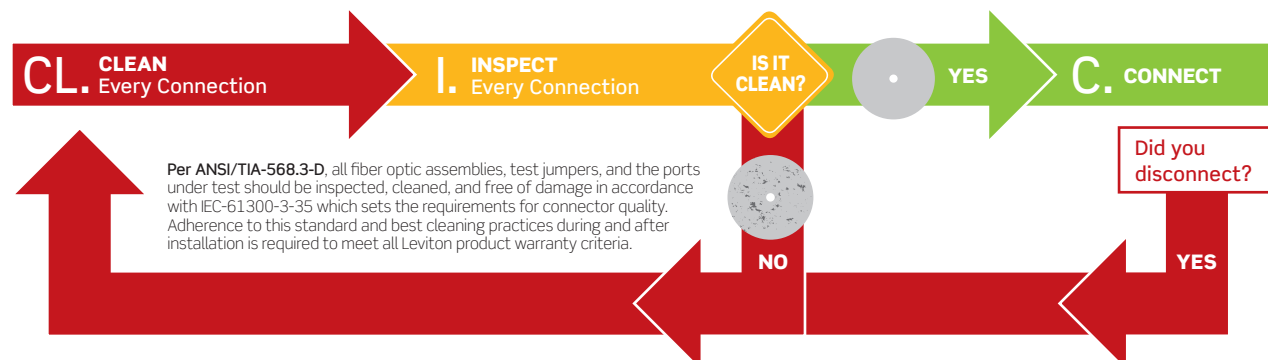 CL. CLEAN
Every Connection
I. INSPECT
Every Connection
IS IT
CLEAN?
YES
C. CONNECT
Did you
disconnect?
Per ANSI/TIA-568.3-D, all fiber optic assemblies, test jumpers, and the ports
under test should be inspected, cleaned, and free of damage in accordance
with IEC-61300-3-35 which sets the requirements for connector quality.
Adherence to this standard and best cleaning practices during and after
installation is required to meet all Leviton product warranty criteria.
NO
YES